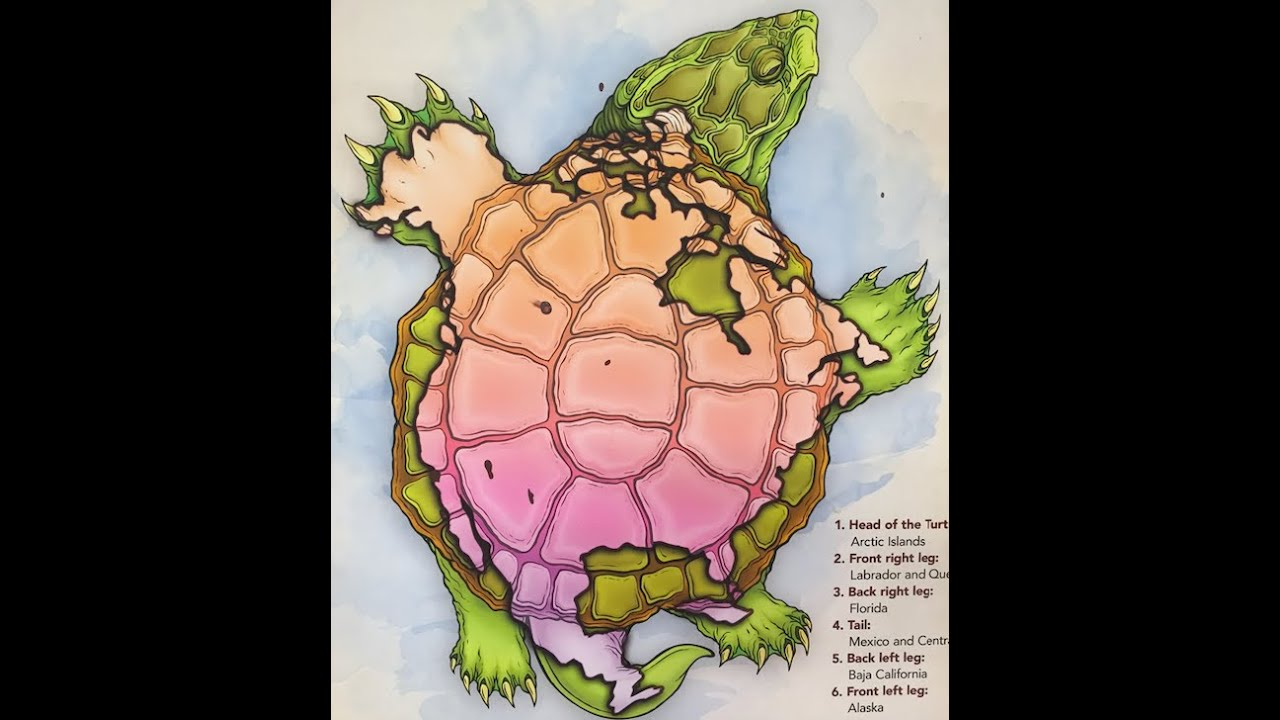 1. Head of the Turt
Arctic Islands
2. Front right leg:
Labrador and Que
3. Back right leg:
Florida
4. Tail:
Mexico and Centra
5. Back left leg:
Baja California
6. Front left leg:
Alaska